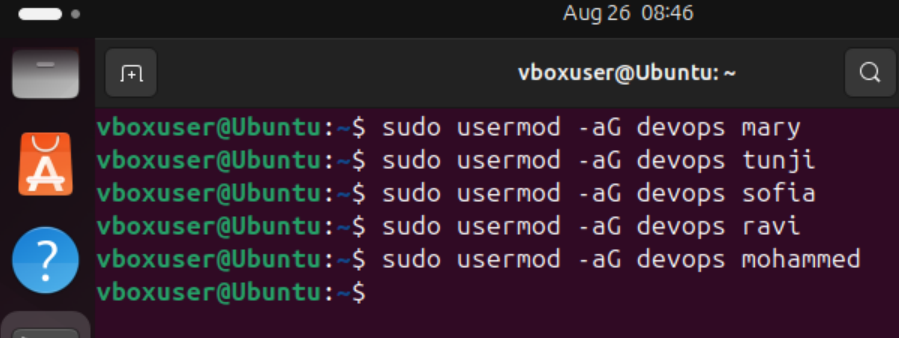 Aug 26 08:46
vboxuser@Ubuntu: ~
vboxuser@Ubuntu:~$ sudo usermod -aG devops mary
vboxuser@Ubuntu:~$ sudo usermod -aG devops tunji
vboxuser@Ubuntu:~$ sudo usermod -aG devops sofia
vboxuser@Ubuntu:~$ sudo usermod -aG devops ravi
vboxuser@Ubuntu:~$ sudo usermod -aG devops mohammed
vboxuser@Ubuntu:~$